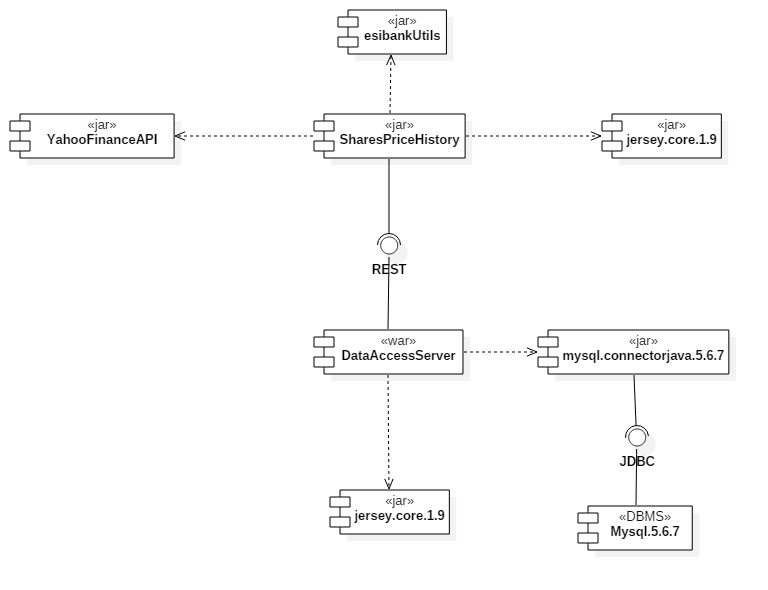 «jar»
esibankUtils
«jar»
YahooFinanceAPI
«jar»
SharesPriceHistory
«jar»
jersey.core.1.9
REST
«war»
DataAccessServer
«jar»
mysql.connectorjava.5.6.7
JDBC
«jar»
jersey.core.1.9
«DBMS»
Mysql.5.6.7